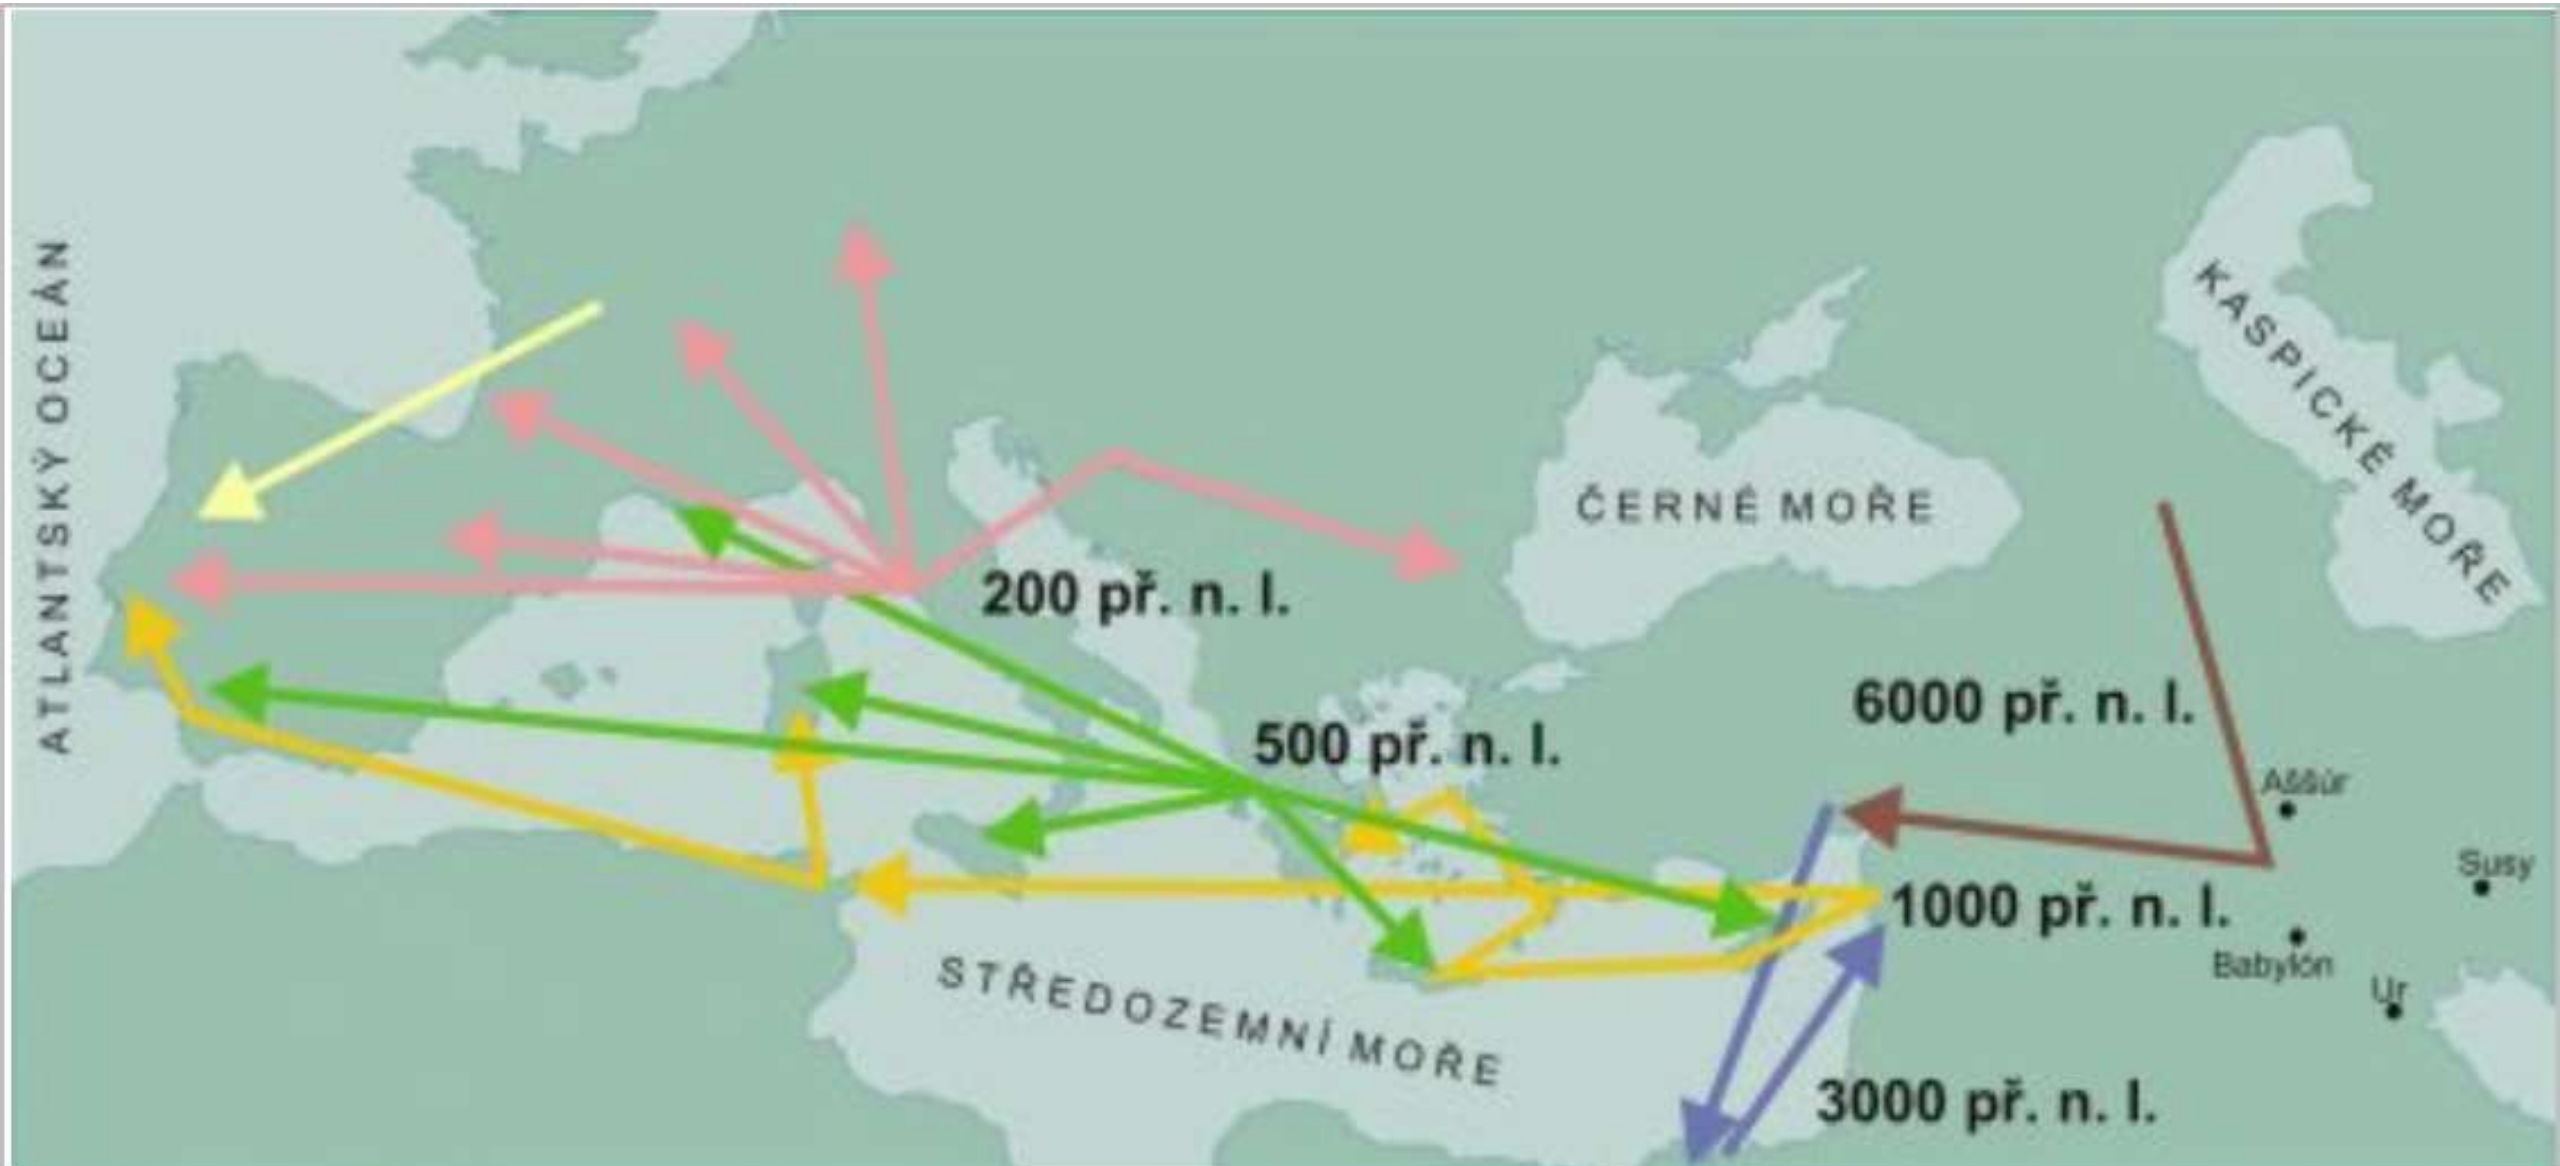 ATLANTSKÝ OCEÁN
KASPICKÉ MOŘE
ČERNÉ MOŘE
200 př. n. l.
6000 př. n. l.
500 př. n. l.
Aššúr
Susy
1000 př. n. l.
Babylón
Ur
STŘEDOZEMNÍ MOŘE
3000 př. n. l.